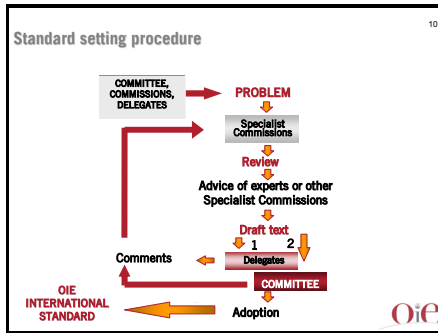 10
Standard setting procedure
COMMITTEE,
COMMISSIONS,
DELEGATES
PROBLEM
Specialist
Commissions
Review
Advice of experts or other
Specialist Commissions
Draft text
1 2
Comments
Delegates
COMMITTEE
OIE
INTERNATIONAL
STANDARD
Adoption
Oie